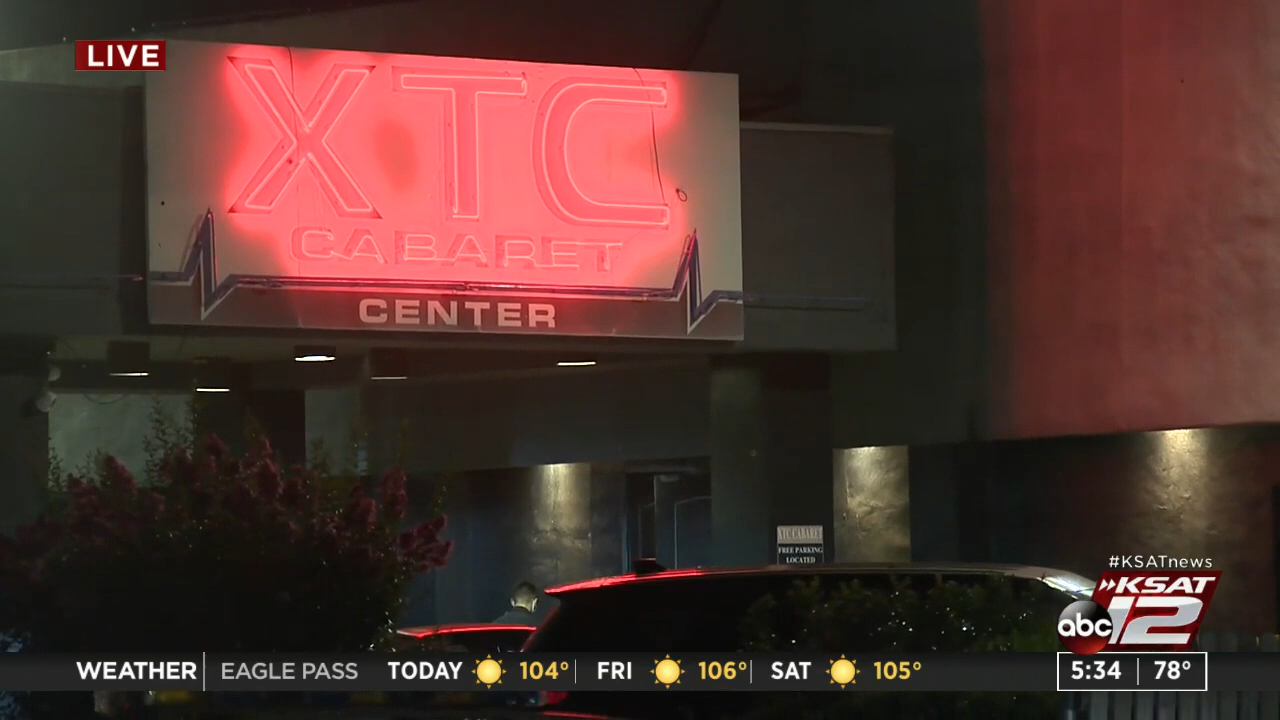 LIVE
XTC
CABARET
CENTER
XTC CABARET
FREE PARKING
LOCATED
#KSATnews
KSAT
abc 12
WEATHER EAGLE PASS TODAY 104° FRI 106° SAT 105° 5:34 78°